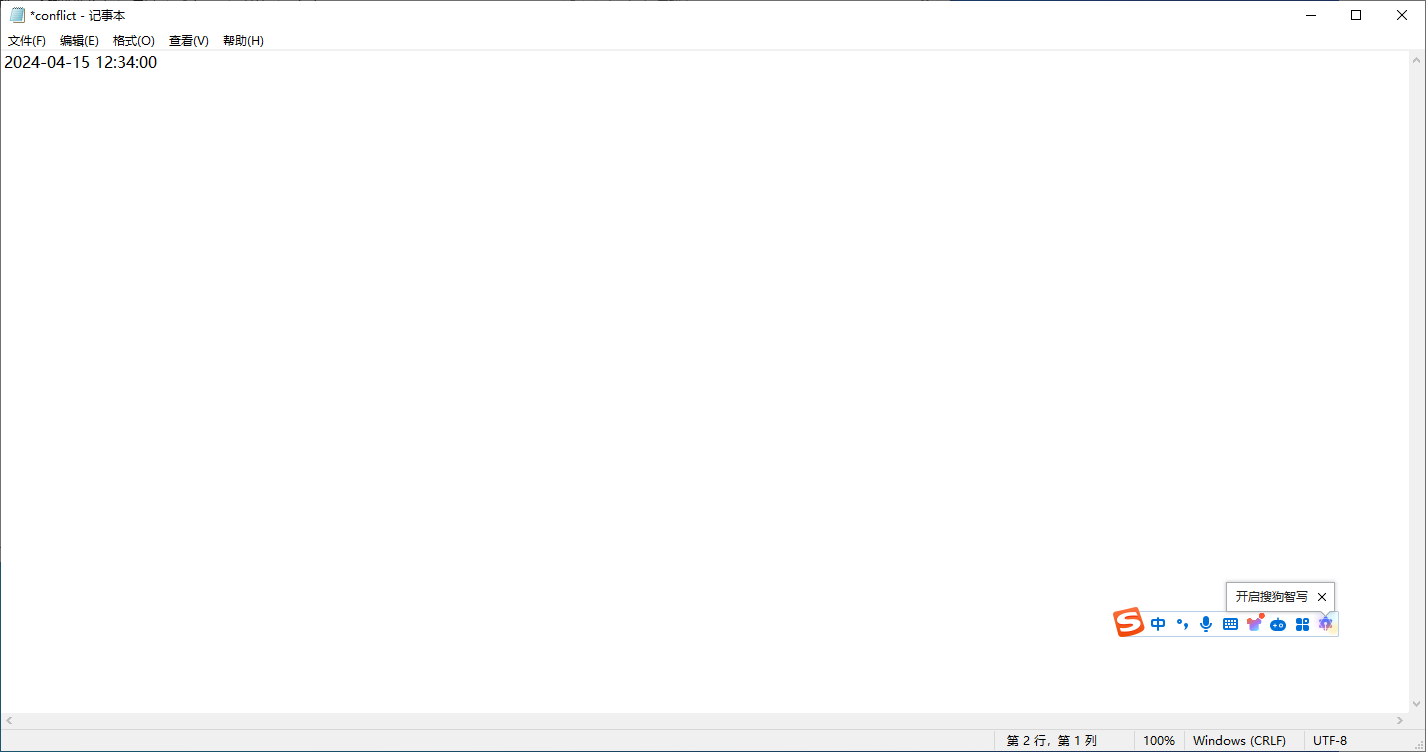 *conflict - 记事本
文件(F) 编辑(E) 格式(O) 查看(V) 帮助(H)
2024-04-15 12:34:00
开启搜狗智写
S 中
第 2 行，第 1 列 100% Windows (CRLF) UTF-8